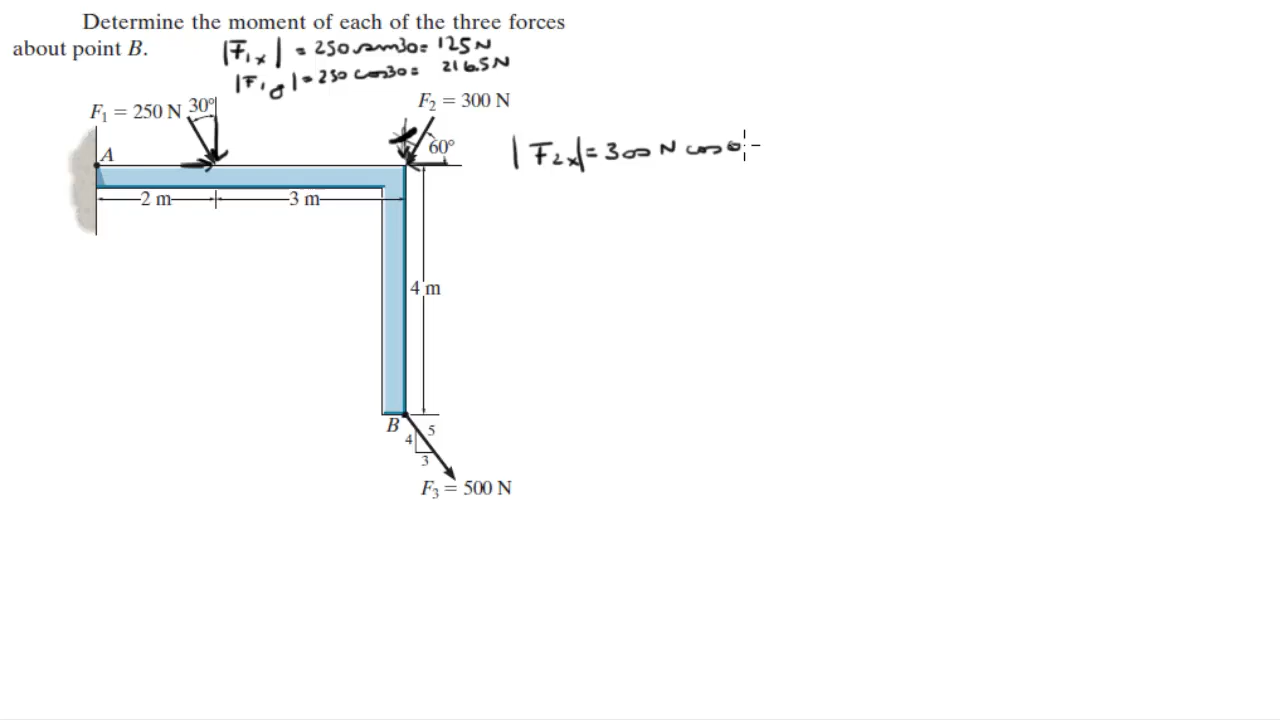 Determine the moment of each of the three forces
about point B.
|F₁ₓ| = 250 sin30= 125N
|F₁y|=250 cos30= 216.5N
F₁ = 250 N 30°
F₂ = 300 N
A
60°
|F₂ₓ|=300 N cos
2 m
3 m
4 m
B
5
4
3
F₃ = 500 N